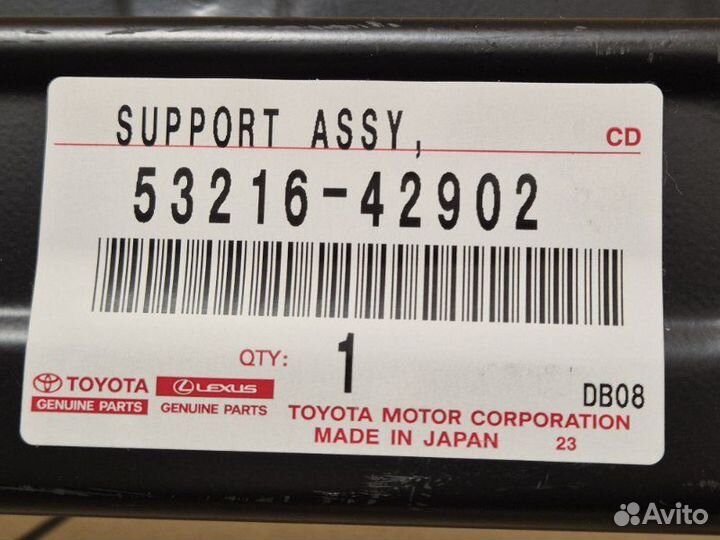 SUPPORT ASSY,
CD
53216-42902
QTY: 1
TOYOTA LEXUS DB08
GENUINE PARTS GENUINE PARTS TOYOTA MOTOR CORPORATION
MADE IN JAPAN 23
Avito